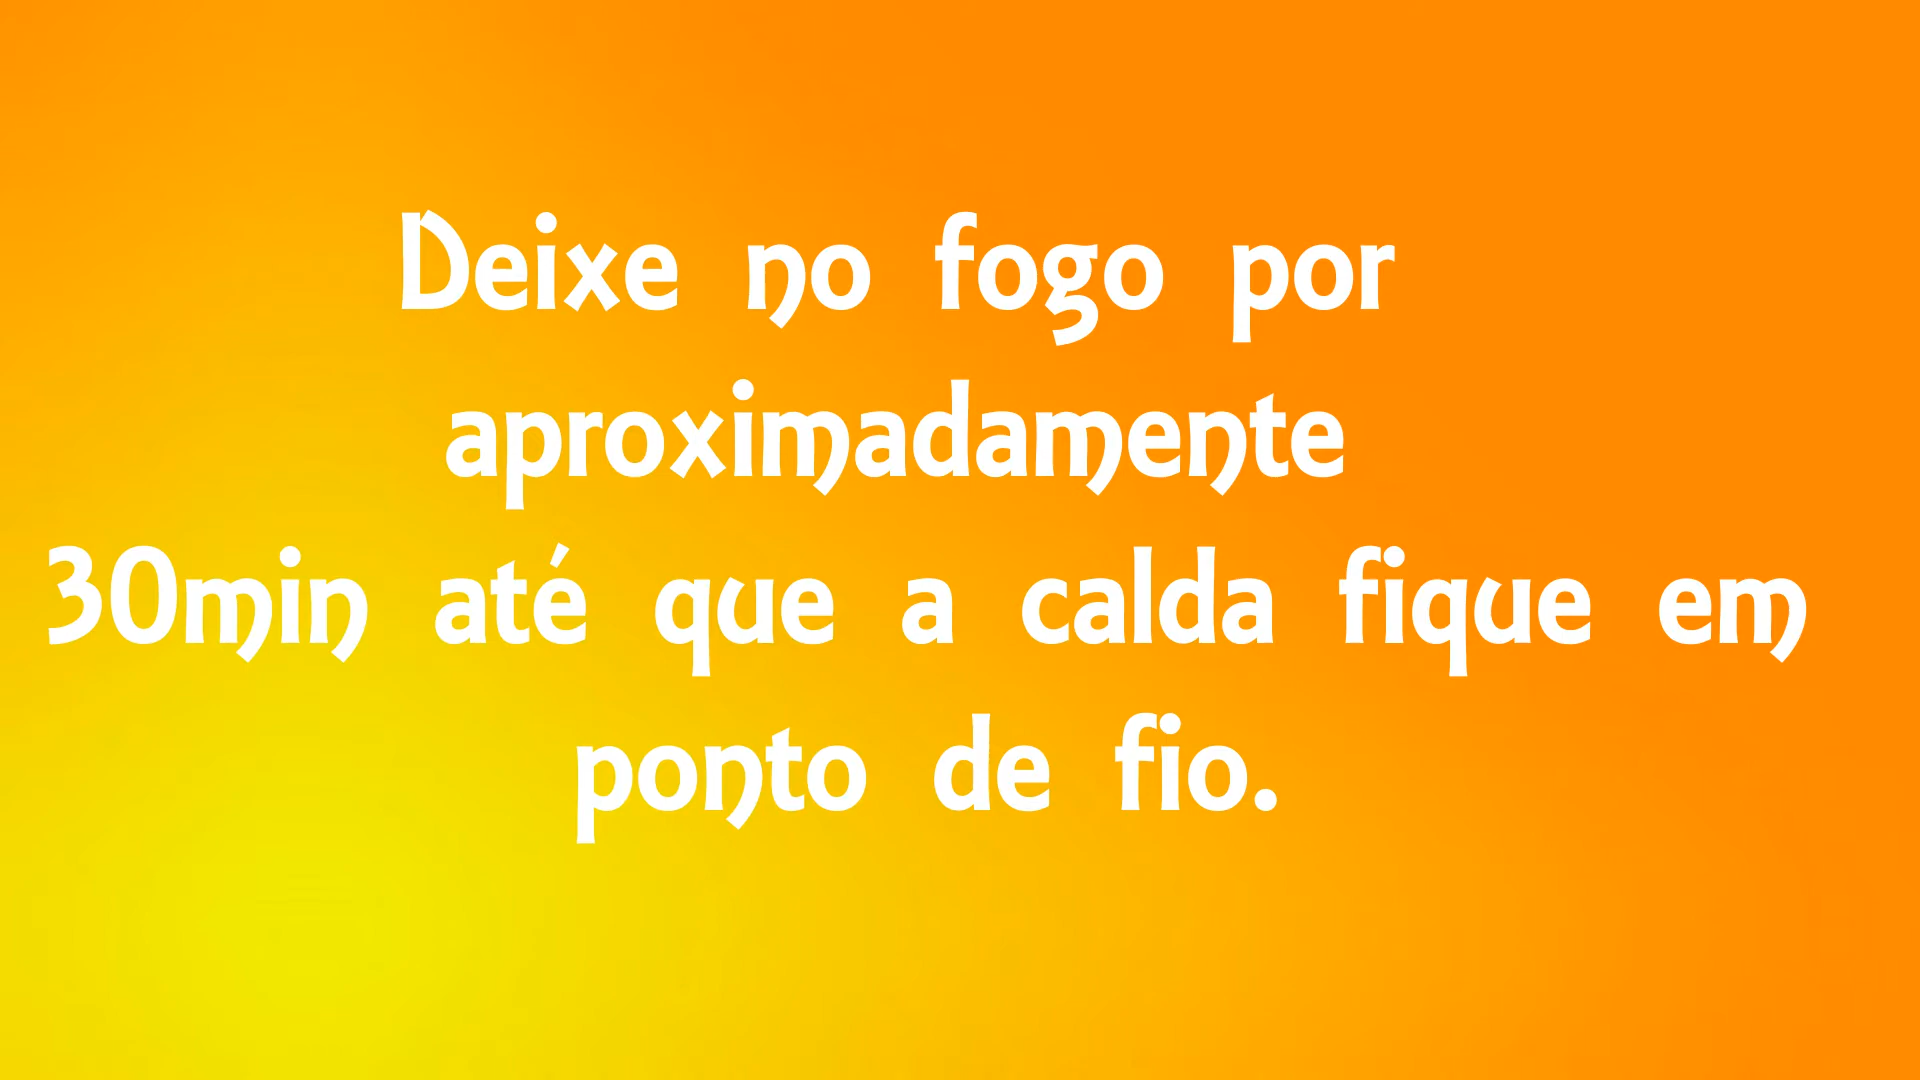 Deixe no fogo por
aproximadamente
30min até que a calda fique em
ponto de fio.